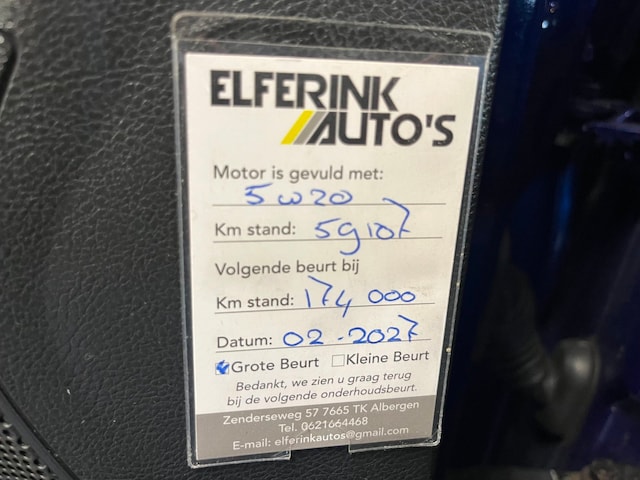 ELFERINK
AUTO'S
Motor is gevuld met:
5w20
Km stand: 59107
Volgende beurt bij
Km stand: 174 000
Datum: 02-2027
Grote Beurt Kleine Beurt
Bedankt, we zien u graag terug
bij de volgende onderhoudsbeurt.
Zenderseweg 57 7665 TK Albergen
Tel. 0621664468
E-mail: elferinkautos@gmail.com